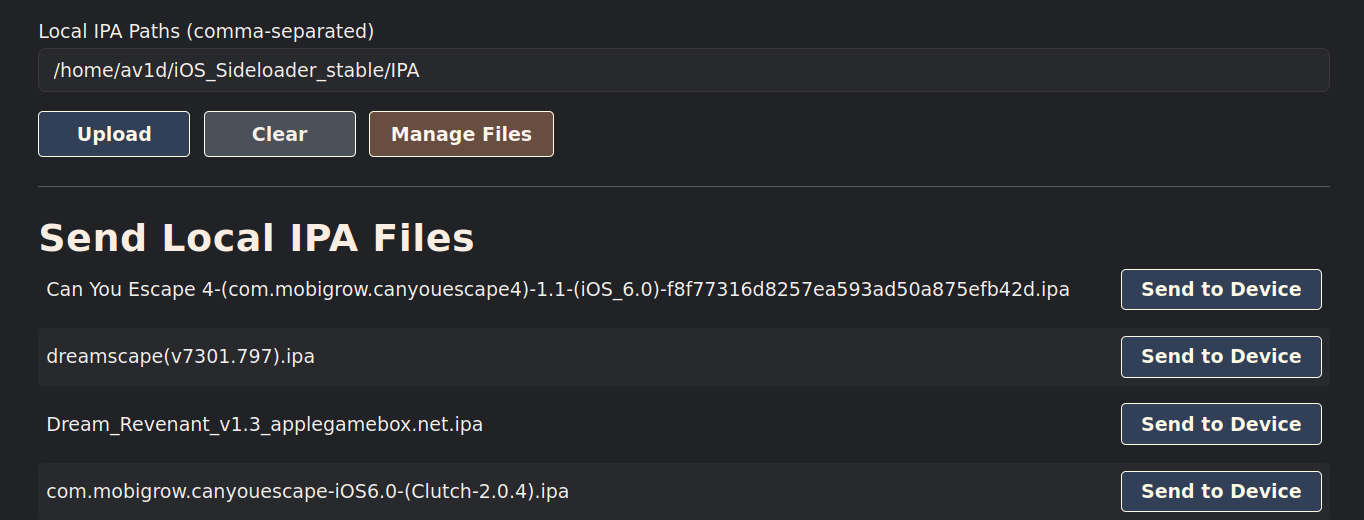 Local IPA Paths (comma-separated)
/home/av1d/iOS_Sideloader_stable/IPA
Upload Clear Manage Files
Send Local IPA Files
Can You Escape 4-(com.mobigrow.canyouescape4)-1.1-(iOS_6.0)-f8f77316d8257ea593ad50a875efb42d.ipa Send to Device
dreamscape(v7301.797).ipa Send to Device
Dream_Revenant_v1.3_applegamebox.net.ipa Send to Device
com.mobigrow.canyouescape-iOS6.0-(Clutch-2.0.4).ipa Send to Device